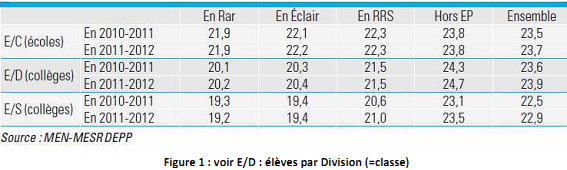 En Rar En Éclair En RRS Hors EP Ensemble
E/C (écoles) En 2010-2011 21,9 22,1 22,3 23,8 23,5
En 2011-2012 21,9 22,2 22,3 23,8 23,7
E/D (collèges) En 2010-2011 20,1 20,3 21,5 24,3 23,6
En 2011-2012 20,2 20,4 21,5 24,7 23,9
E/S (collèges) En 2010-2011 19,3 19,4 20,6 23,1 22,5
En 2011-2012 19,2 19,4 21,0 23,5 22,9
Source : MEN-MESR DEPP
Figure 1 : voir E/D : élèves par Division (=classe)